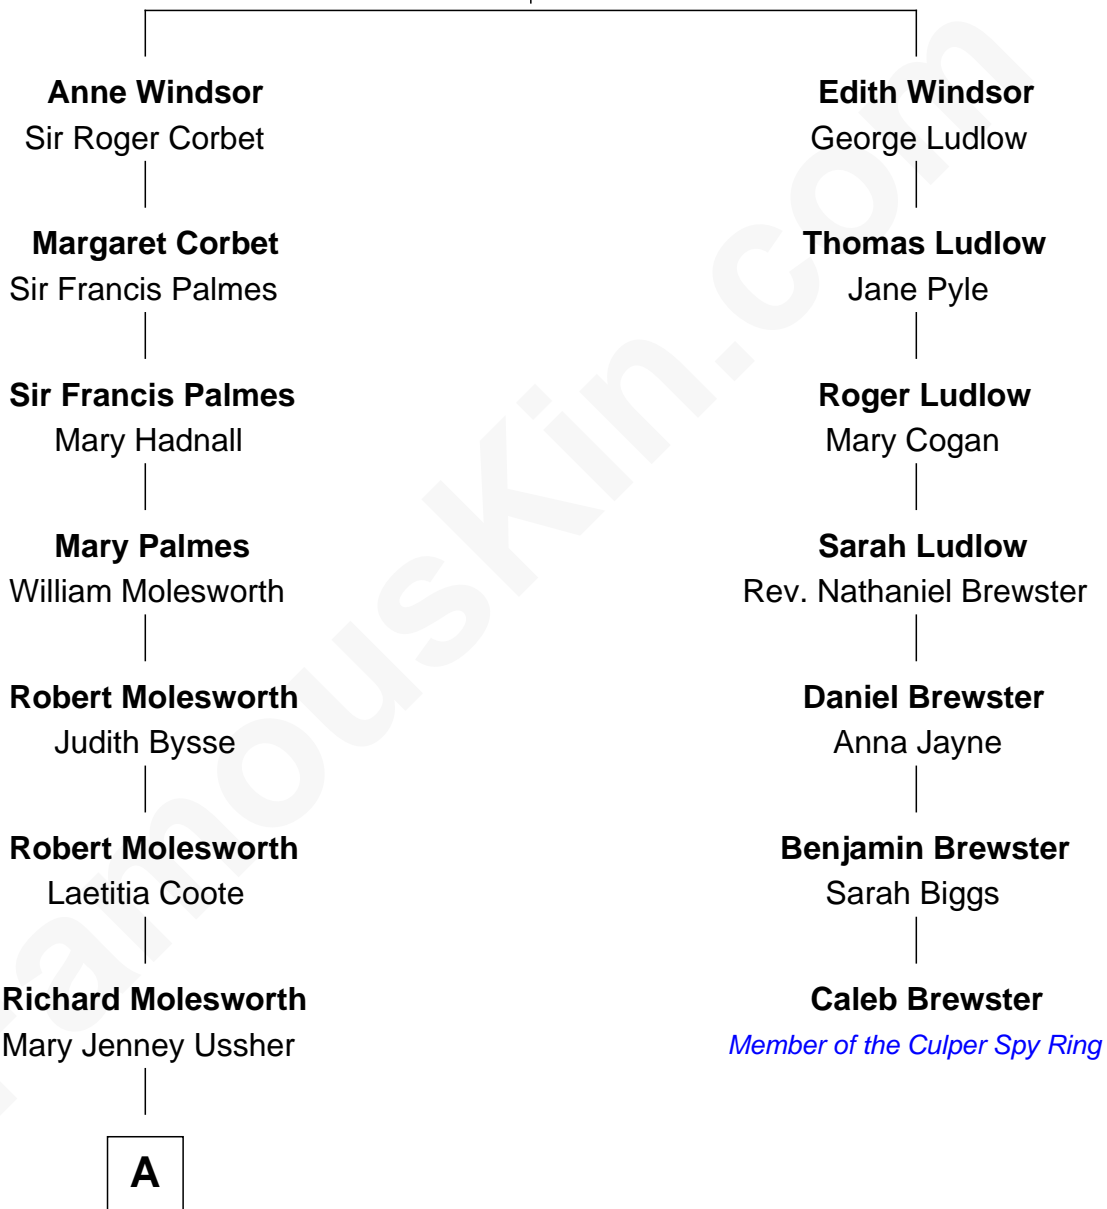 Anne Windsor
Sir Roger Corbet
Margaret Corbet
Sir Francis Palmes
Sir Francis Palmes
Mary Hadnall
Mary Palmes
William Molesworth
Robert Molesworth
Judith Bysse
Robert Molesworth
Laetitia Coote
Richard Molesworth
Mary Jenney Ussher
A
Edith Windsor
George Ludlow
Thomas Ludlow
Jane Pyle
Roger Ludlow
Mary Cogan
Sarah Ludlow
Rev. Nathaniel Brewster
Daniel Brewster
Anna Jayne
Benjamin Brewster
Sarah Biggs
Caleb Brewster
Member of the Culper Spy Ring
FamousKin.com